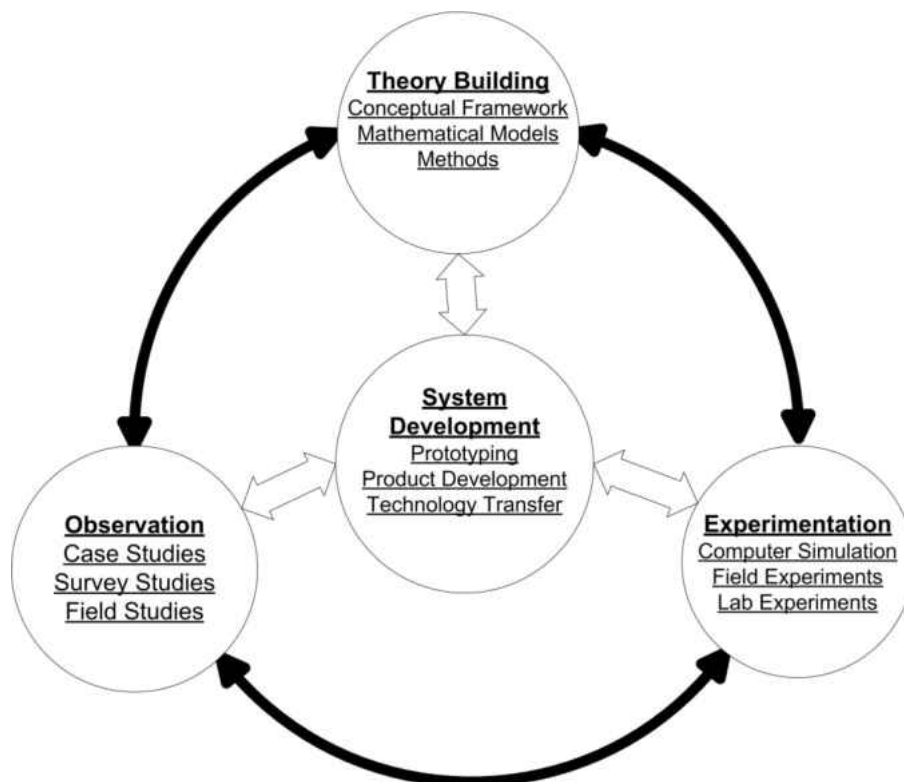 Theory Building
Conceptual Framework
Mathematical Models
Methods
System
Development
Prototyping
Product Development
Technology Transfer
Observation
Case Studies
Survey Studies
Field Studies
Experimentation
Computer Simulation
Field Experiments
Lab Experiments